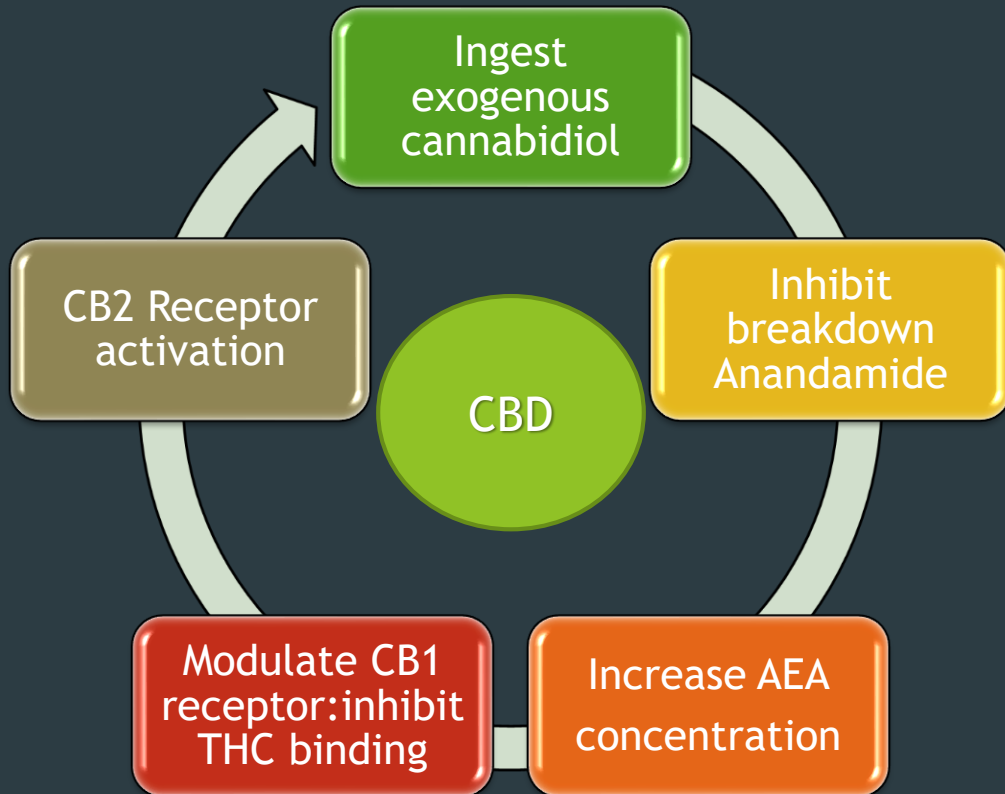 Ingest
exogenous
cannabidiol
Inhibit
breakdown
Anandamide
Increase AEA
concentration
Modulate CB1
receptor:inhibit
THC binding
CB2 Receptor
activation
CBD